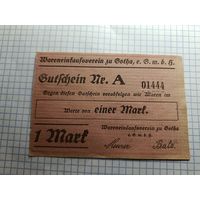 Wareneinkaufsverein zu Gotha, e. G. m. b. H.
Gutschein Nr. A 01444
Gegen diesen Gutschein verabfolgen wir Waren im
Werte von einer Mark.
1 Mark
Wareneinkaufsverein zu Gotha
e. G. m. b. H.